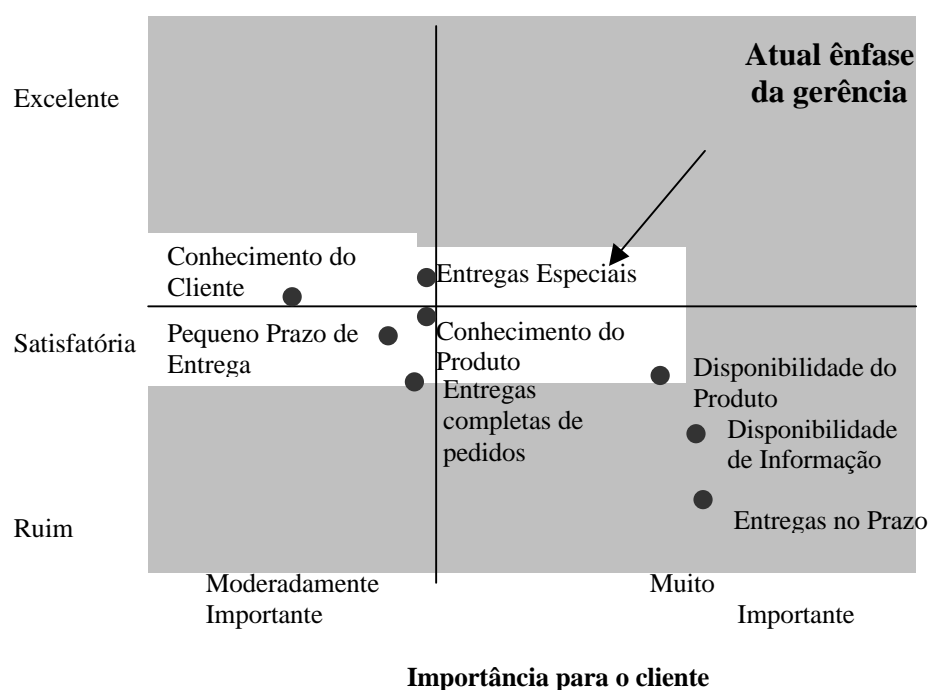 Atual ênfase
da gerência
Excelente
Conhecimento do
Cliente
Entregas Especiais
Satisfatória
Pequeno Prazo de
Entrega
Conhecimento do
Produto
Entregas
completas de
pedidos
Disponibilidade do
Produto
Disponibilidade
de Informação
Ruim
Entregas no Prazo
Moderadamente
Importante
Muito
Importante
Importância para o cliente